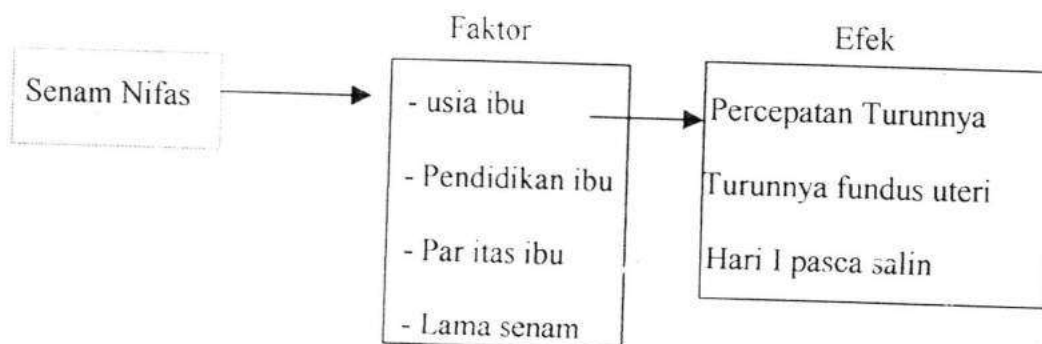 Faktor
Efek
Senam Nifas
- usia ibu
- Pendidikan ibu
- Par itas ibu
- Lama senam
Percepatan Turunnya
Turunnya fundus uteri
Hari I pasca salin